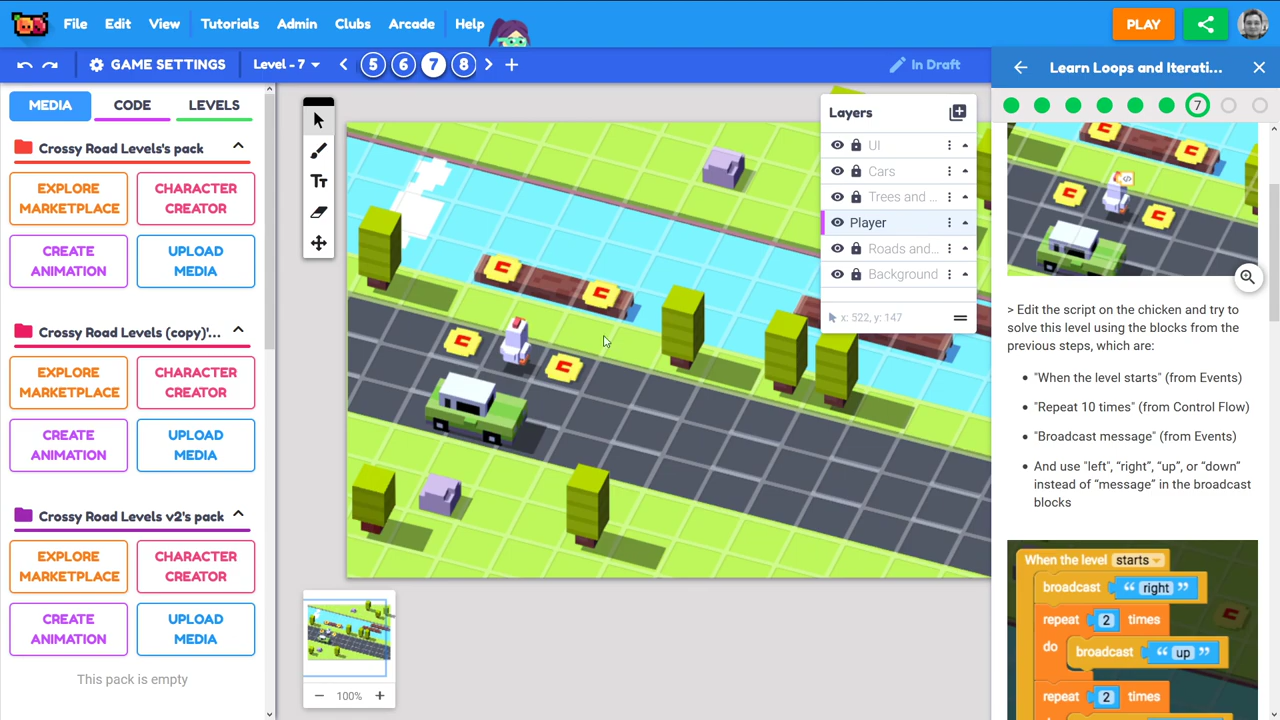 File Edit View Tutorials Admin Clubs Arcade Help PLAY
GAME SETTINGS Level - 7 5 6 7 8 + In Draft
Learn Loops and Iterati...
7
MEDIA CODE LEVELS
Crossy Road Levels's pack
EXPLORE MARKETPLACE
CHARACTER CREATOR
CREATE ANIMATION
UPLOAD MEDIA
Crossy Road Levels (copy)'...
EXPLORE MARKETPLACE
CHARACTER CREATOR
CREATE ANIMATION
UPLOAD MEDIA
Crossy Road Levels v2's pack
EXPLORE MARKETPLACE
CHARACTER CREATOR
CREATE ANIMATION
UPLOAD MEDIA
This pack is empty
Tт
100%
Layers
UI
Cars
Trees and ...
Player
Roads and...
Background
x: 522, y: 147
> Edit the script on the chicken and try to
solve this level using the blocks from the
previous steps, which are:
• "When the level starts" (from Events)
• "Repeat 10 times" (from Control Flow)
• "Broadcast message" (from Events)
• And use "left", "right", "up", or "down"
instead of "message" in the broadcast
blocks
When the level starts
broadcast “ right ”
repeat 2 times
do broadcast “ up ”
repeat 2 times